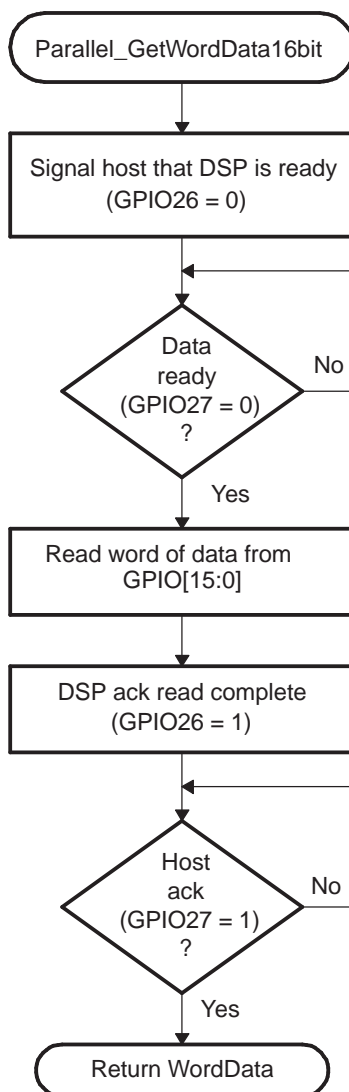 Parallel_GetWordData16bit
Signal host that DSP is ready
(GPIO26 = 0)
Data
ready
(GPIO27 = 0)
?
No
Yes
Read word of data from
GPIO[15:0]
DSP ack read complete
(GPIO26 = 1)
Host
ack
(GPIO27 = 1)
?
No
Yes
Return WordData